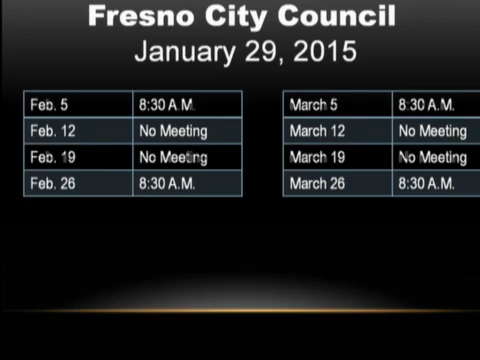 Fresno City Council
January 29, 2015
Feb. 5 8:30 A.M.
Feb. 12 No Meeting
Feb. 19 No Meeting
Feb. 26 8:30 A.M.
March 5 8:30 A.M.
March 12 No Meeting
March 19 No Meeting
March 26 8:30 A.M.